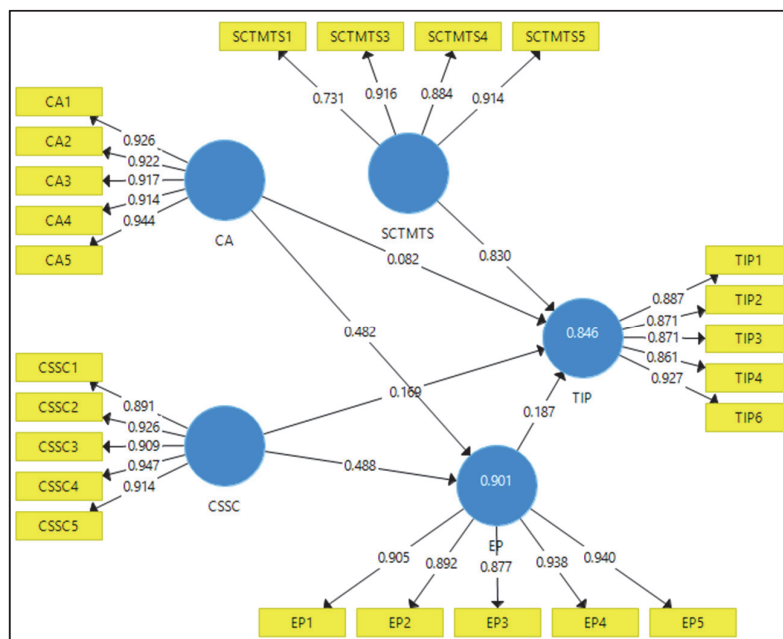 SCTMTS1
SCTMTS3
SCTMTS4
SCTMTS5
0.731
0.916
0.884
0.914
SCTMTS
CA1
CA2
CA3
CA4
CA5
0.926
0.922
0.917
0.914
0.944
CA
0.830
0.082
0.482
TIP1
TIP2
TIP3
TIP4
TIP6
0.887
0.871
0.871
0.861
0.927
0.846
TIP
CSSC1
CSSC2
CSSC3
CSSC4
CSSC5
0.891
0.926
0.909
0.947
0.914
CSSC
0.169
0.187
0.488
0.901
EP
0.905
0.892
0.877
0.938
0.940
EP1
EP2
EP3
EP4
EP5